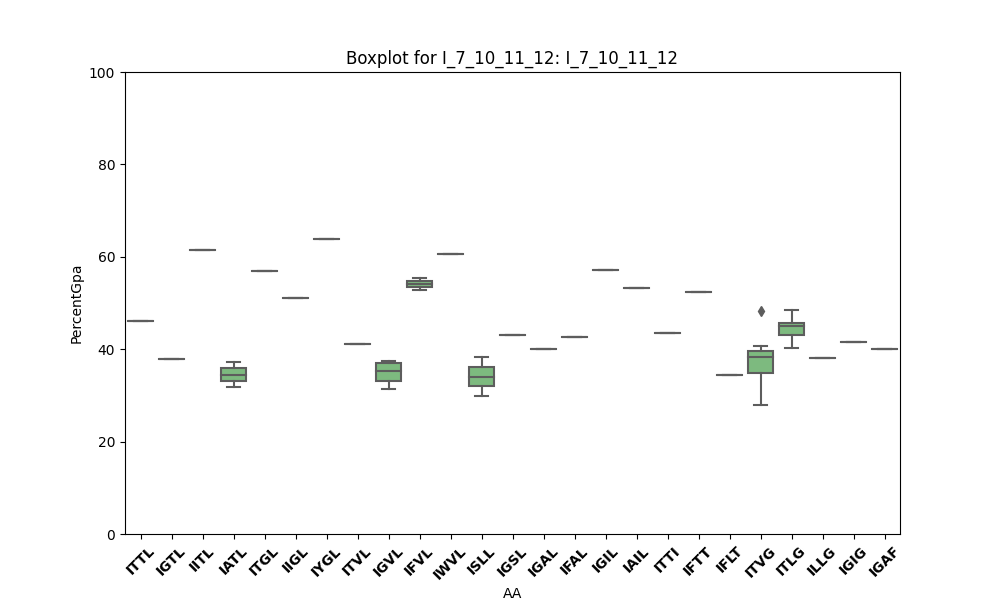 Boxplot for I_7_10_11_12: I_7_10_11_12
100
80
60
40
20
0
PercentGpa
ITTL IGTL IITL IATL ITGL IIGL IYGL ITVL IGVL IFVL IWVL ISLL IGSL IGAL IFAL IGIL IAIL ITTI IFTT IFLT ITVG ITLG ILLG IGIG IGAF
AA